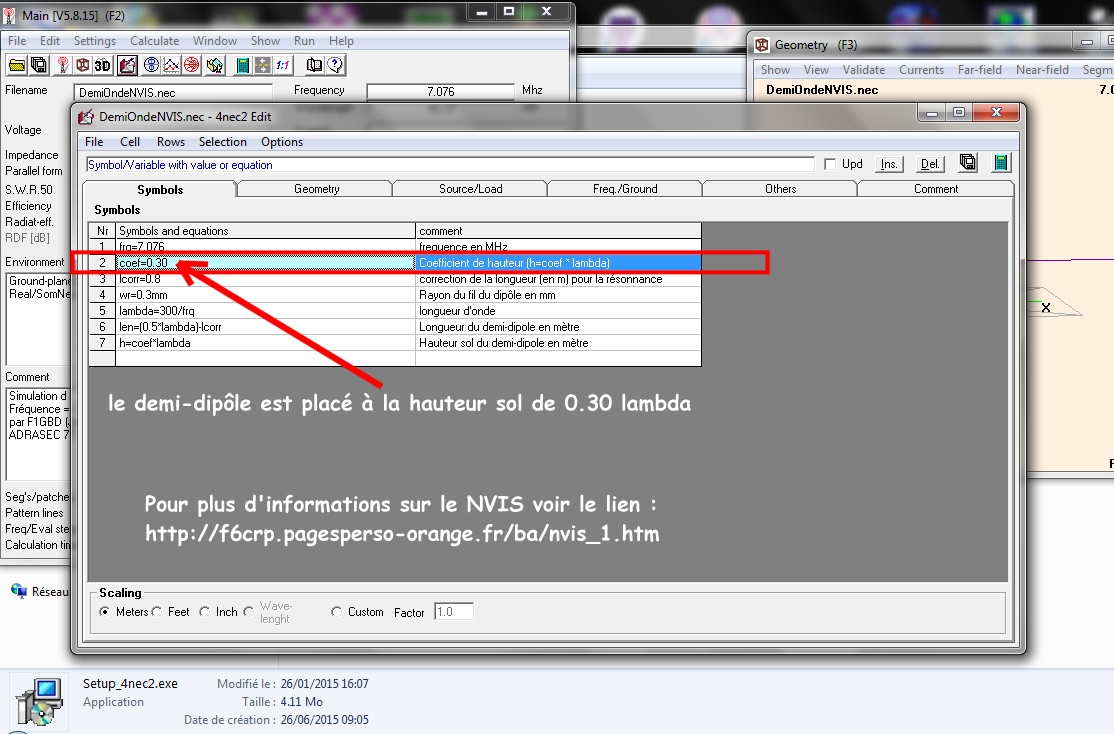 Main [V5.8.15] (F2)
File Edit Settings Calculate Window Show Run Help
3D 1:1
Filename DemiOndeNVIS.nec Frequency 7.076 Mhz
Voltage
Impedance
Parallel form
S.W.R.50
Efficiency
Radiat-eff.
RDF [dB]
Environment
Ground-plane
Real/SomNe
Comment
Simulation d
Fréquence =
par F1GBD (
ADRASEC 7
Seg's/patche
Pattern lines
Freq/Eval ste
Calculation tim
Réseau
Geometry (F3)
Show View Validate Currents Far-field Near-field Segm
DemiOndeNVIS.nec 7.0
X
DemiOndeNVIS.nec - 4nec2 Edit
File Cell Rows Selection Options
Symbol/Variable with value or equation Upd Ins. Del.
Symbols Geometry Source/Load Freq./Ground Others Comment
Symbols
Nr Symbols and equations comment
1 frq=7.076 frequence en MHz
2 coef=0.30 Coefficient de hauteur (h=coef * lambda)
3 lcorr=0.8 correction de la longueur (en m) pour la résonnance
4 wr=0.3mm Rayon du fil du dipôle en mm
5 lambda=300/frq longueur d'onde
6 len=(0.5*lambda)-lcorr Longueur du demi-dipole en mètre
7 h=coef*lambda Hauteur sol du demi-dipole en mètre
le demi-dipôle est placé à la hauteur sol de 0.30 lambda
Pour plus d'informations sur le NVIS voir le lien :
http://f6crp.pagesperso-orange.fr/ba/nvis_1.htm
Scaling
Meters Feet Inch Wave-lenght Custom Factor 1.0
Setup_4nec2.exe Modifié le : 26/01/2015 16:07
Application Taille : 4.11 Mo
Date de création : 26/06/2015 09:05